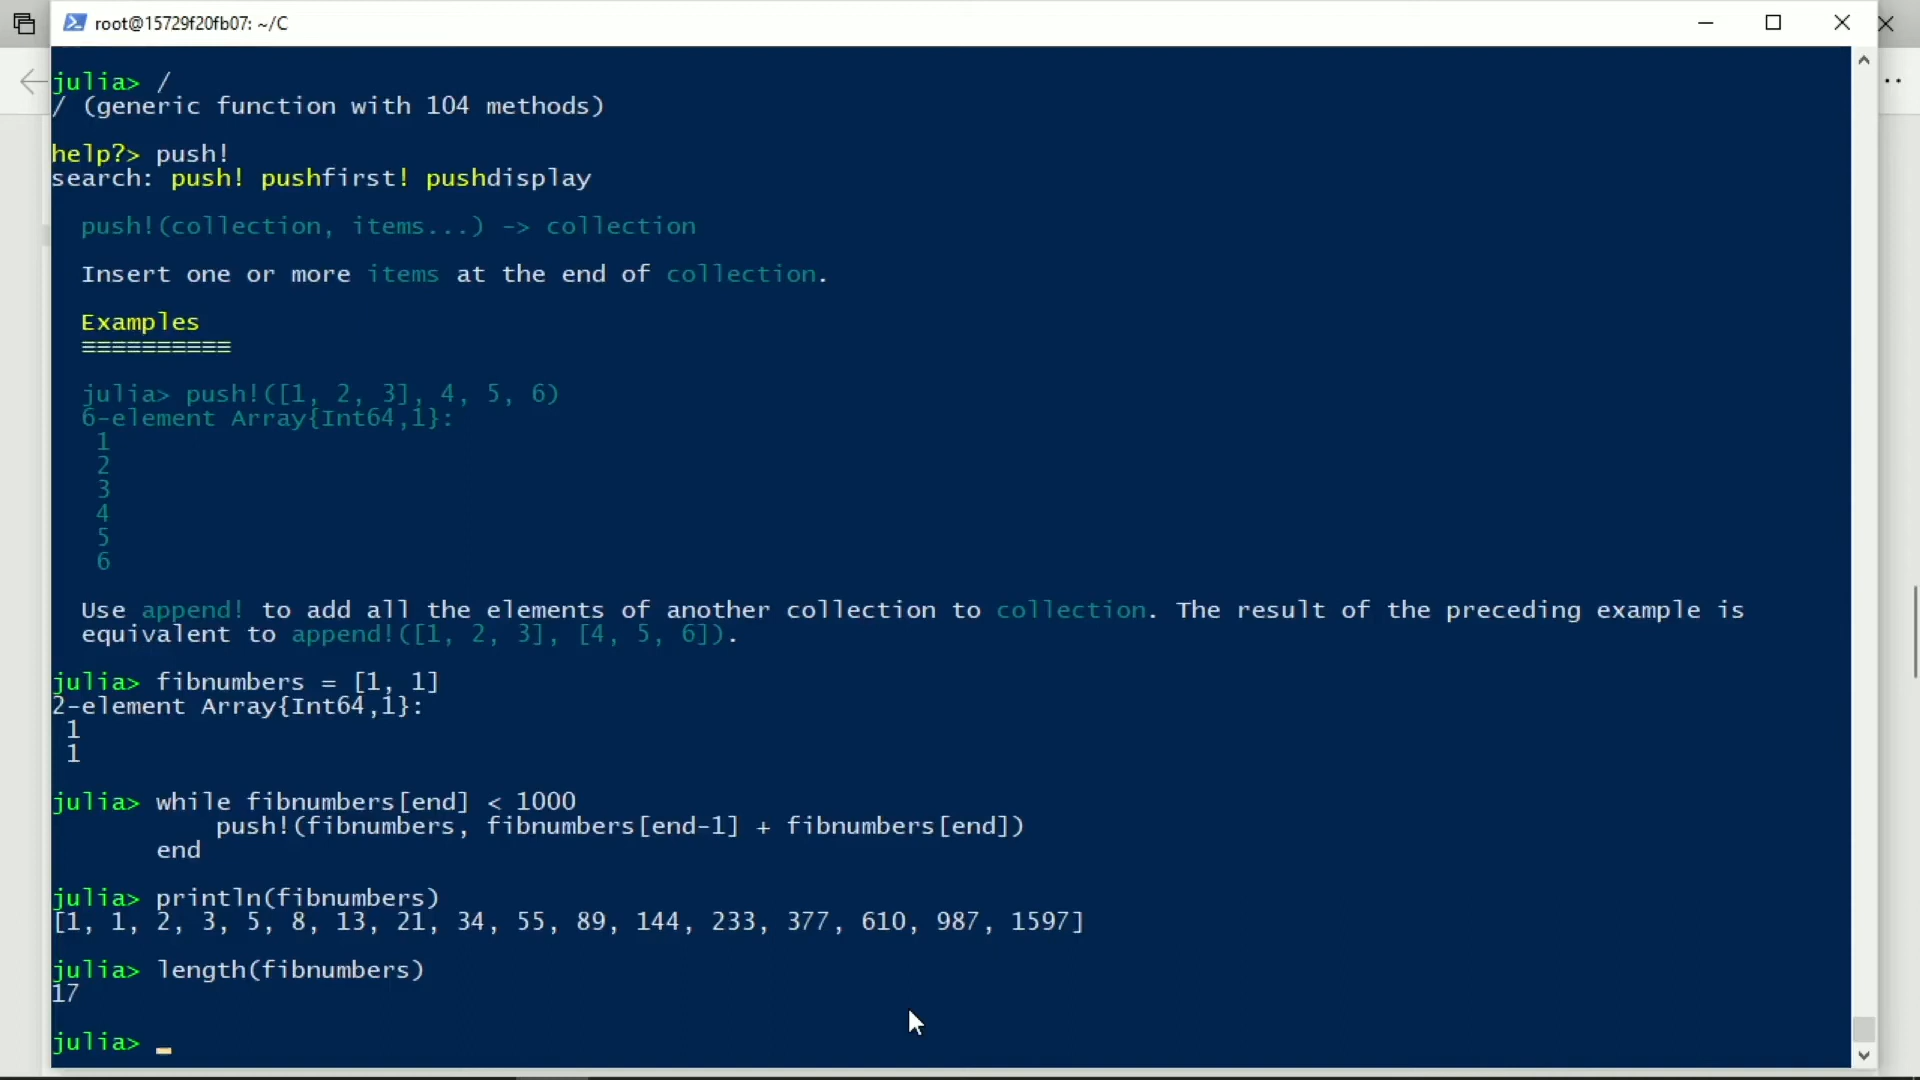 root@15729f20fb07: ~/C
julia> /
/ (generic function with 104 methods)
help?> push!
search: push! pushfirst! pushdisplay
push!(collection, items...) -> collection
Insert one or more items at the end of collection.
Examples
≡≡≡≡≡≡≡≡≡≡
julia> push!([1, 2, 3], 4, 5, 6)
6-element Array{Int64,1}:
1
2
3
4
5
6
Use append! to add all the elements of another collection to collection. The result of the preceding example is
equivalent to append!([1, 2, 3], [4, 5, 6]).
julia> fibnumbers = [1, 1]
2-element Array{Int64,1}:
1
1
julia> while fibnumbers[end] < 1000
push!(fibnumbers, fibnumbers[end-1] + fibnumbers[end])
end
julia> println(fibnumbers)
[1, 1, 2, 3, 5, 8, 13, 21, 34, 55, 89, 144, 233, 377, 610, 987, 1597]
julia> length(fibnumbers)
17
julia>